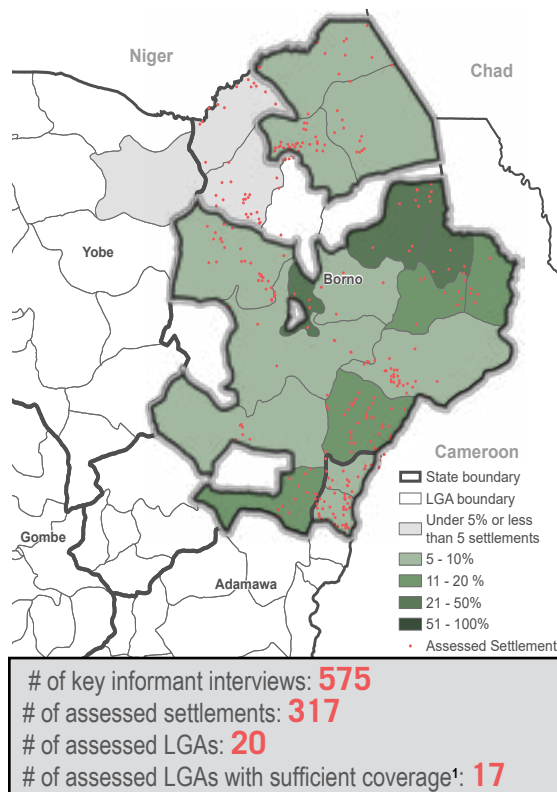 Niger
Chad
Yobe
Borno
Cameroon
State boundary
LGA boundary
Under 5% or less
than 5 settlements
5 - 10%
11 - 20 %
21 - 50%
51 - 100%
Assessed Settlement
Gombe
Adamawa
# of key informant interviews: 575
# of assessed settlements: 317
# of assessed LGAs: 20
# of assessed LGAs with sufficient coverage¹: 17